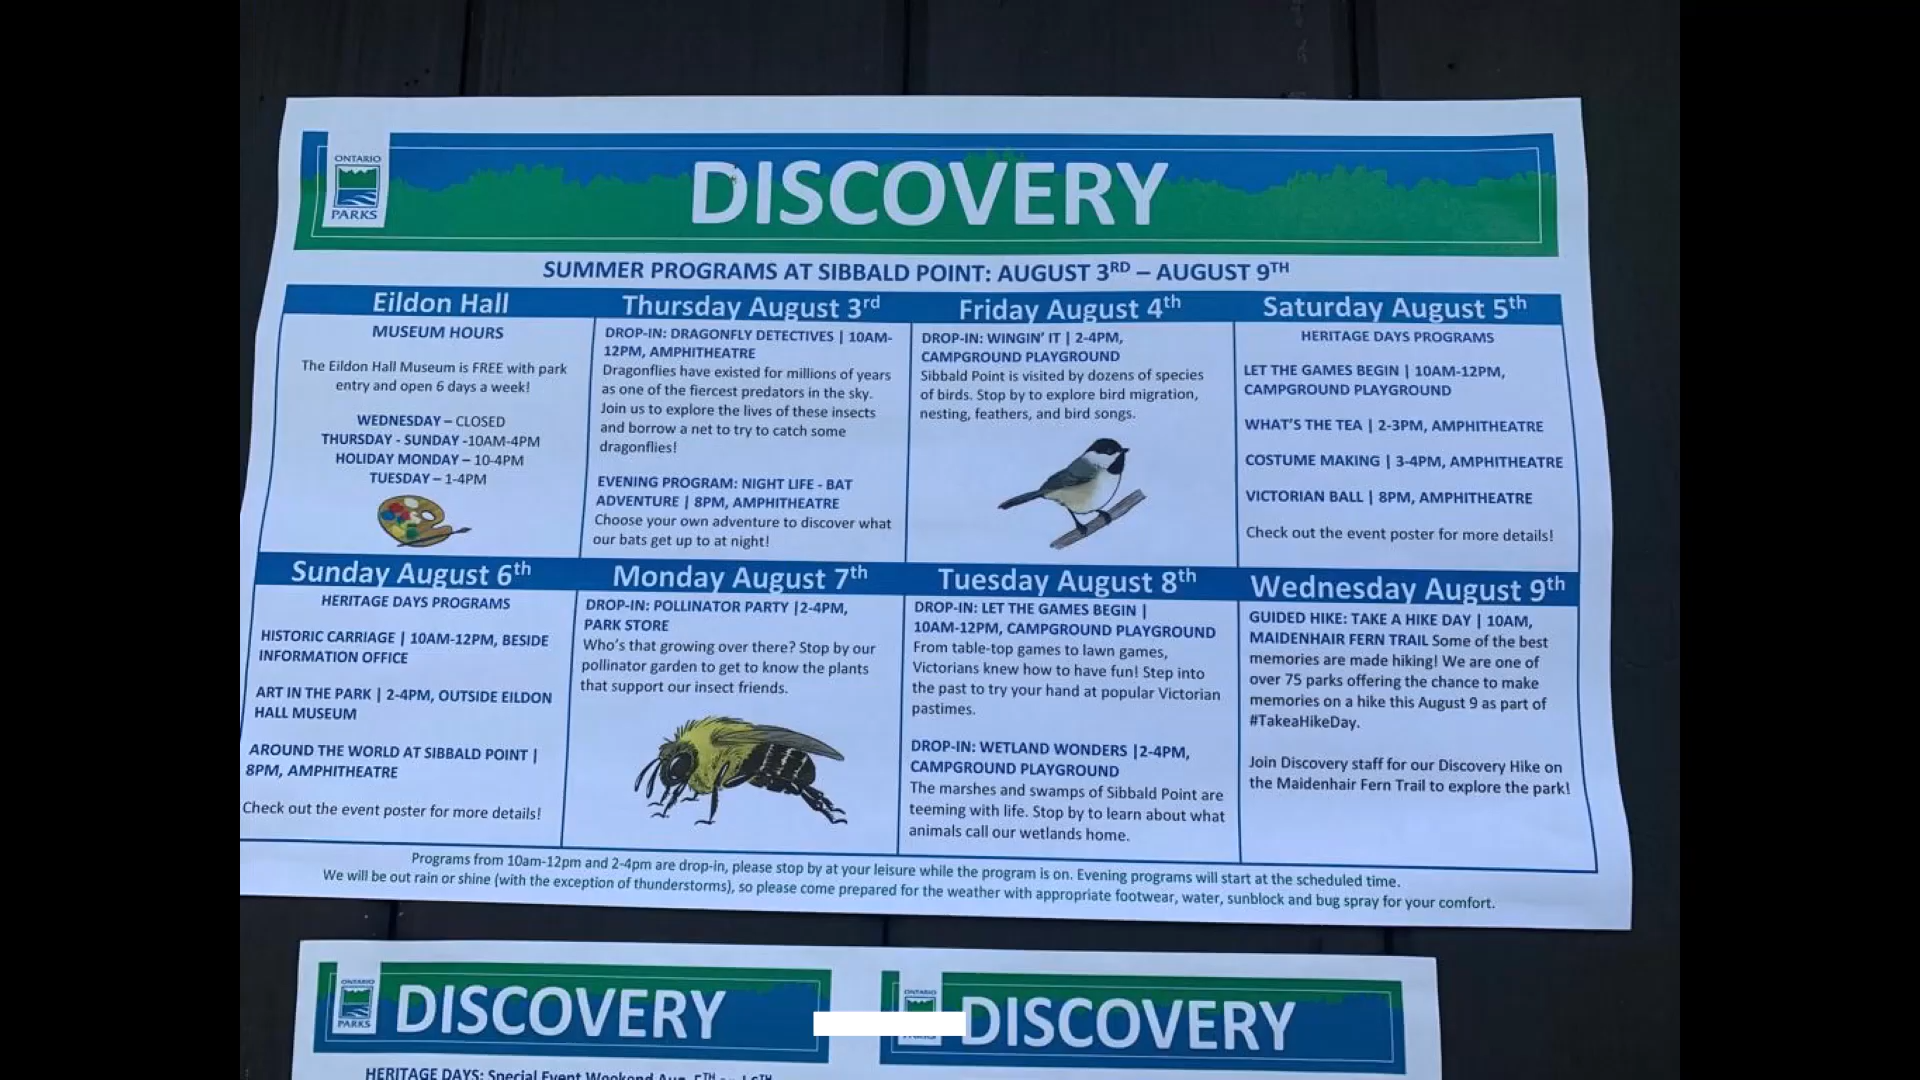 ONTARIO
PARKS
DISCOVERY
SUMMER PROGRAMS AT SIBBALD POINT: AUGUST 3RD – AUGUST 9TH
Eildon Hall
MUSEUM HOURS
The Eildon Hall Museum is FREE with park
entry and open 6 days a week!
WEDNESDAY – CLOSED
THURSDAY - SUNDAY -10AM-4PM
HOLIDAY MONDAY – 10-4PM
TUESDAY – 1-4PM
Thursday August 3rd
DROP-IN: DRAGONFLY DETECTIVES | 10AM-
12PM, AMPHITHEATRE
Dragonflies have existed for millions of years
as one of the fiercest predators in the sky.
Join us to explore the lives of these insects
and borrow a net to try to catch some
dragonflies!
EVENING PROGRAM: NIGHT LIFE - BAT
ADVENTURE | 8PM, AMPHITHEATRE
Choose your own adventure to discover what
our bats get up to at night!
Friday August 4th
DROP-IN: WINGIN' IT | 2-4PM,
CAMPGROUND PLAYGROUND
Sibbald Point is visited by dozens of species
of birds. Stop by to explore bird migration,
nesting, feathers, and bird songs.
Saturday August 5th
HERITAGE DAYS PROGRAMS
LET THE GAMES BEGIN | 10AM-12PM,
CAMPGROUND PLAYGROUND
WHAT'S THE TEA | 2-3PM, AMPHITHEATRE
COSTUME MAKING | 3-4PM, AMPHITHEATRE
VICTORIAN BALL | 8PM, AMPHITHEATRE
Check out the event poster for more details!
Sunday August 6th
HERITAGE DAYS PROGRAMS
HISTORIC CARRIAGE | 10AM-12PM, BESIDE
INFORMATION OFFICE
ART IN THE PARK | 2-4PM, OUTSIDE EILDON
HALL MUSEUM
AROUND THE WORLD AT SIBBALD POINT |
8PM, AMPHITHEATRE
Check out the event poster for more details!
Monday August 7th
DROP-IN: POLLINATOR PARTY |2-4PM,
PARK STORE
Who's that growing over there? Stop by our
pollinator garden to get to know the plants
that support our insect friends.
Tuesday August 8th
DROP-IN: LET THE GAMES BEGIN |
10AM-12PM, CAMPGROUND PLAYGROUND
From table-top games to lawn games,
Victorians knew how to have fun! Step into
the past to try your hand at popular Victorian
pastimes.
DROP-IN: WETLAND WONDERS |2-4PM,
CAMPGROUND PLAYGROUND
The marshes and swamps of Sibbald Point are
teeming with life. Stop by to learn about what
animals call our wetlands home.
Wednesday August 9th
GUIDED HIKE: TAKE A HIKE DAY | 10AM,
MAIDENHAIR FERN TRAIL Some of the best
memories are made hiking! We are one of
over 75 parks offering the chance to make
memories on a hike this August 9 as part of
#TakeaHikeDay.
Join Discovery staff for our Discovery Hike on
the Maidenhair Fern Trail to explore the park!
Programs from 10am-12pm and 2-4pm are drop-in, please stop by at your leisure while the program is on. Evening programs will start at the scheduled time.
We will be out rain or shine (with the exception of thunderstorms), so please come prepared for the weather with appropriate footwear, water, sunblock and bug spray for your comfort.
ONTARIO
PARKS
DISCOVERY
ONTARIO
DISCOVERY
HERITAGE DAYS: Special Event Weekend Aug. 5TH and 6TH